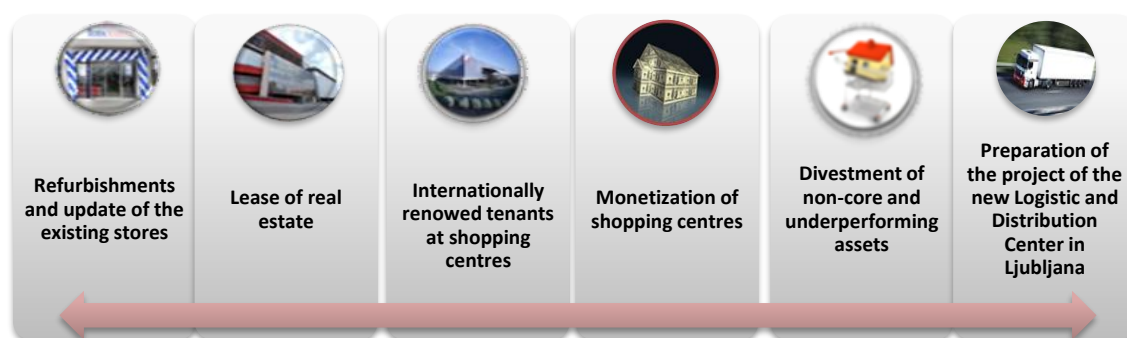 Refurbishments
and update of the
existing stores
Lease of real
estate
Internationally
renowed tenants
at shopping
centres
Monetization of
shopping centres
Divestment of
non-core and
underperforming
assets
Preparation of
the project of the
new Logistic and
Distribution
Center in
Ljubljana